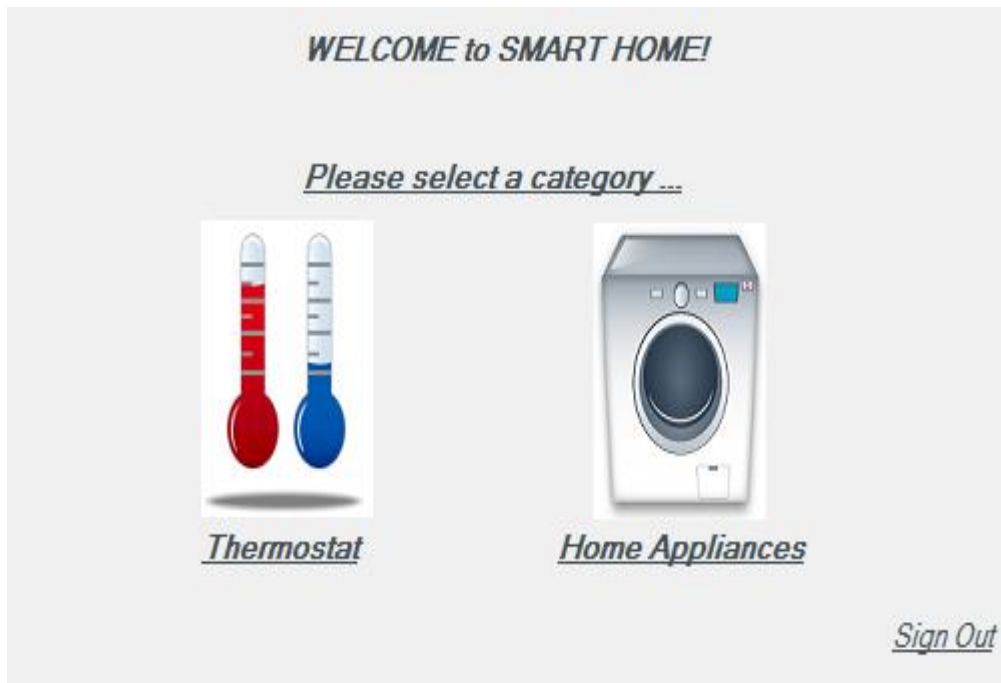 WELCOME to SMART HOME!
Please select a category ...
Thermostat
Home Appliances
Sign Out